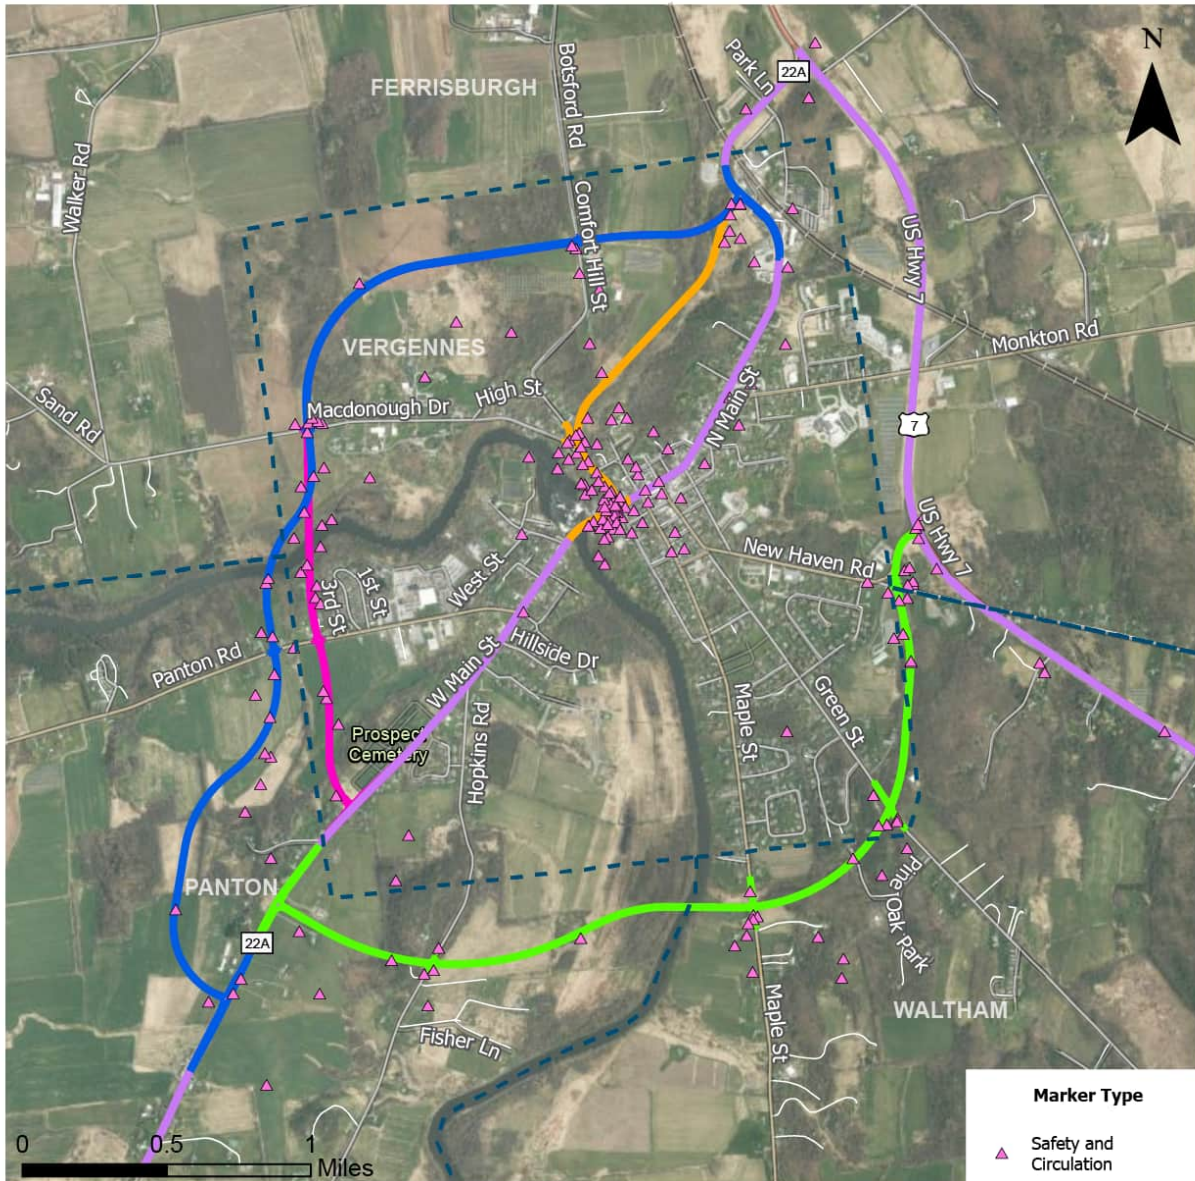 N
Park Ln
22A
FERRISBURGH
Botsford Rd
Walker Rd
Comfort Hill St
US Hwy 7
Monkton Rd
VERGENNES
High St
Macdonough Dr
Sand Rd
N Main St
7
US Hwy 7
New Haven Rd
West St
1st St
3rd St
Panton Rd
Hillside Dr
W Main St
Maple St
Green St
Prospect
Cemetery
Hopkins Rd
PANTON
Pine Oak Park
22A
WALTHAM
Maple St
Fisher Ln
Marker Type
Safety and
Circulation
0 0.5 1
Miles